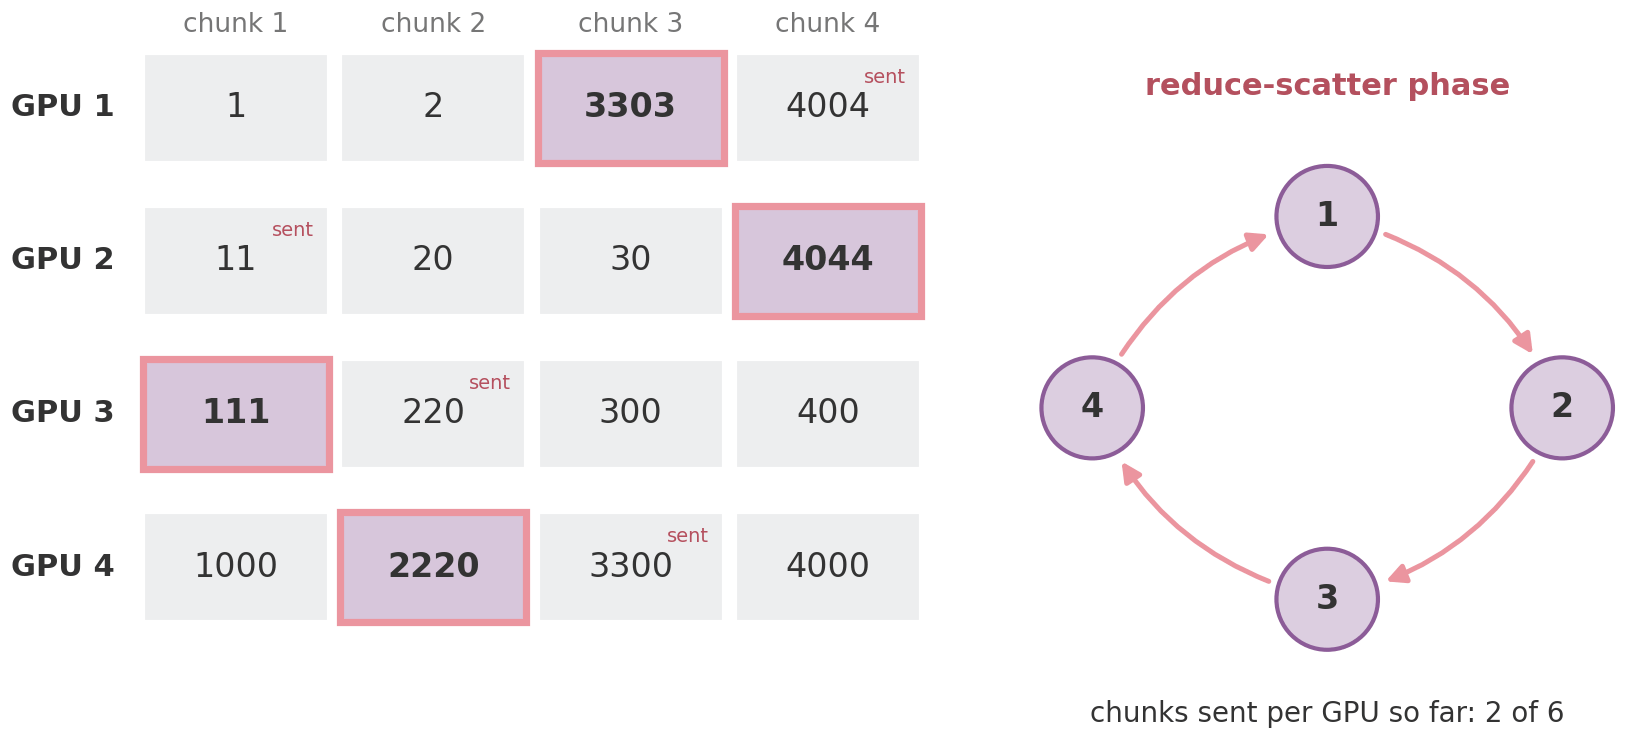 chunk 1 chunk 2 chunk 3 chunk 4
GPU 1 1 2 3303 4004 sent
GPU 2 11 sent 20 30 4044
GPU 3 111 220 sent 300 400
GPU 4 1000 2220 3300 sent 4000
reduce-scatter phase
1
4 2
3
chunks sent per GPU so far: 2 of 6